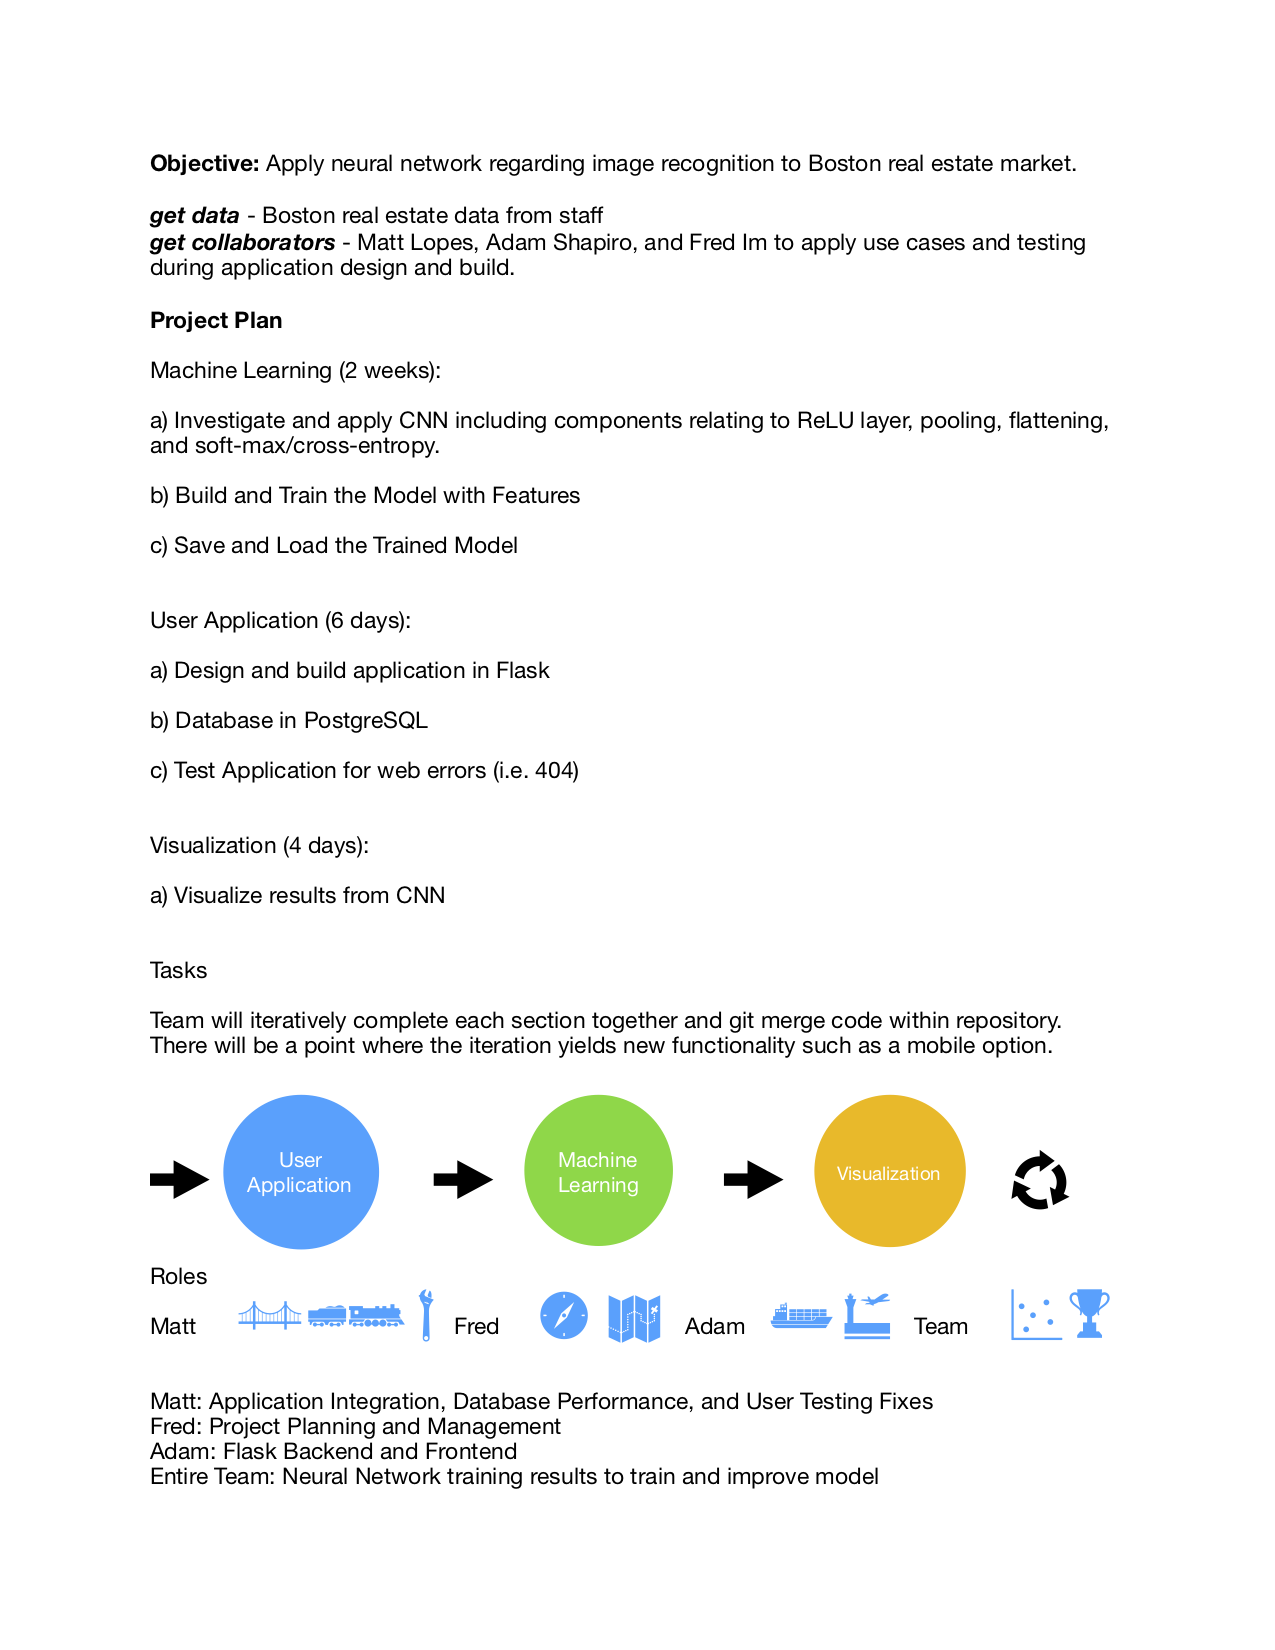 Objective: Apply neural network regarding image recognition to Boston real estate market.
get data - Boston real estate data from staff
get collaborators - Matt Lopes, Adam Shapiro, and Fred Im to apply use cases and testing
during application design and build.
Project Plan
Machine Learning (2 weeks):
a) Investigate and apply CNN including components relating to ReLU layer, pooling, flattening,
and soft-max/cross-entropy.
b) Build and Train the Model with Features
c) Save and Load the Trained Model
User Application (6 days):
a) Design and build application in Flask
b) Database in PostgreSQL
c) Test Application for web errors (i.e. 404)
Visualization (4 days):
a) Visualize results from CNN
Tasks
Team will iteratively complete each section together and git merge code within repository.
There will be a point where the iteration yields new functionality such as a mobile option.
User
Application
Machine
Learning
Visualization
Roles
Matt Fred Adam Team
Matt: Application Integration, Database Performance, and User Testing Fixes
Fred: Project Planning and Management
Adam: Flask Backend and Frontend
Entire Team: Neural Network training results to train and improve model